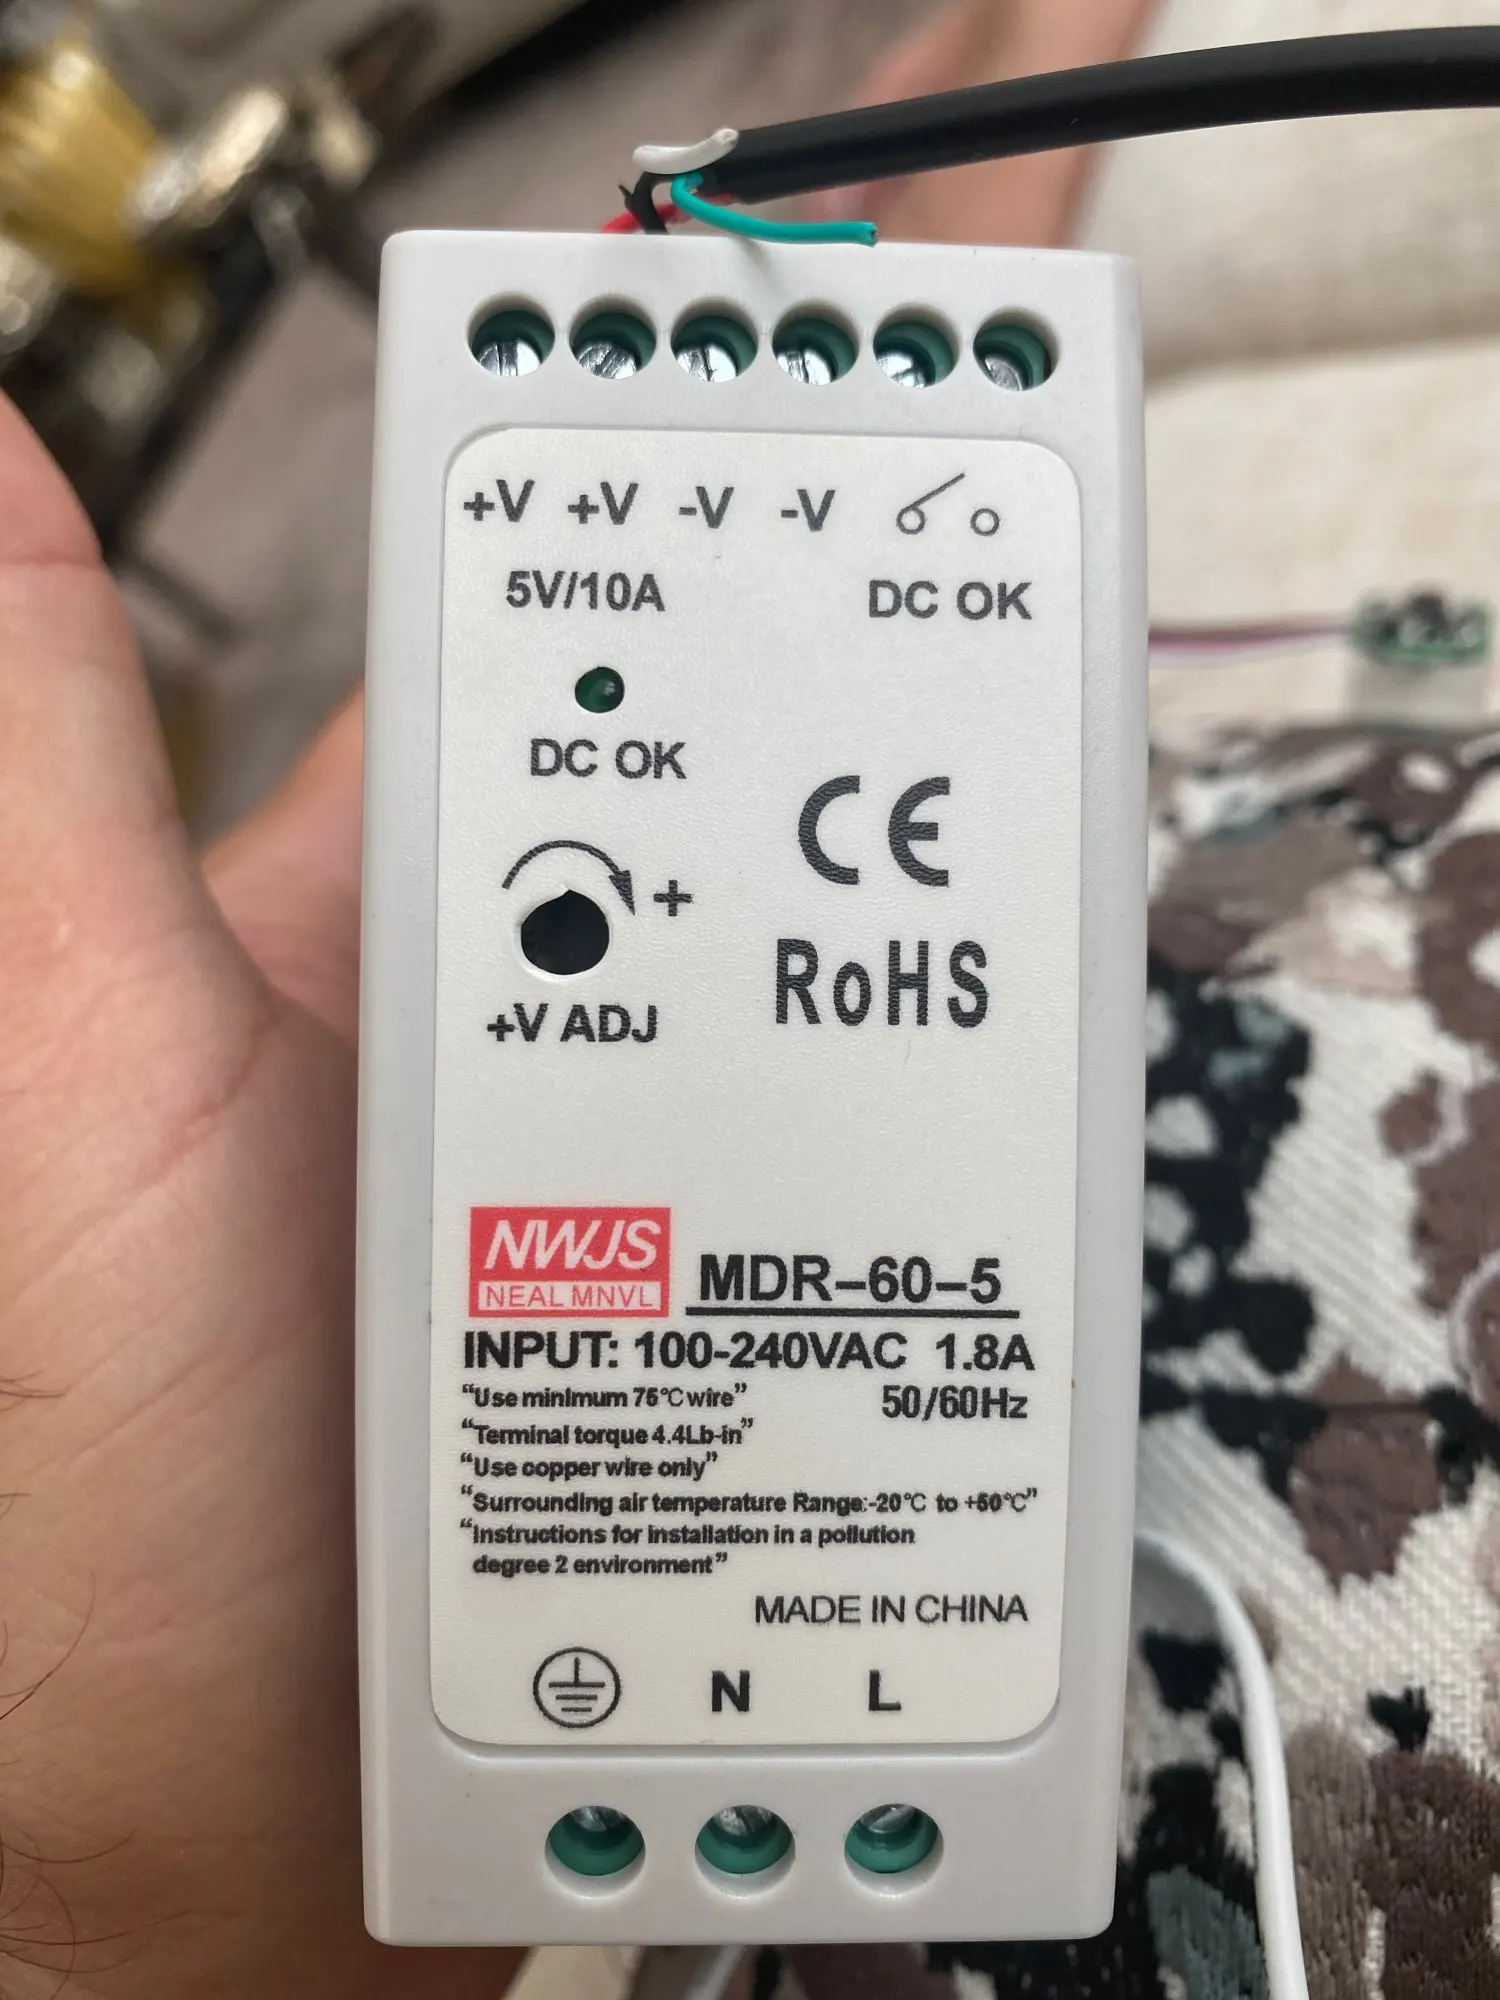 +V +V -V -V
5V/10A DC OK
DC OK
+
+V ADJ
CE
RoHS
NWJS
NEAL MNVL
MDR-60-5
INPUT: 100-240VAC 1.8A
50/60Hz
“Use minimum 75℃ wire”
“Terminal torque 4.4Lb-in”
“Use copper wire only”
“Surrounding air temperature Range:-20℃ to +60℃”
“Instructions for installation in a pollution
degree 2 environment”
MADE IN CHINA
N L